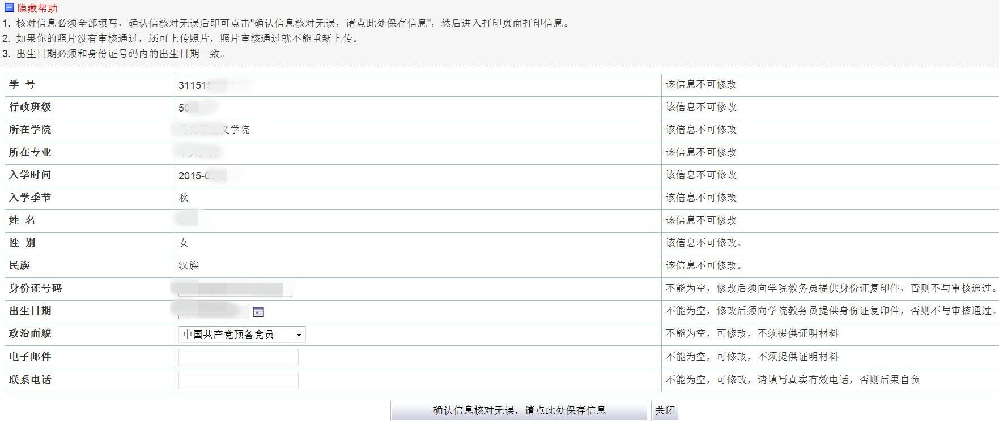 隐藏帮助
1. 核对信息必须全部填写，确认信核对无误后即可点击"确认信息核对无误，请点此处保存信息"，然后进入打印页面打印信息。
2. 如果你的照片没有审核通过，还可上传照片，照片审核通过就不能重新上传。
3. 出生日期必须和身份证号码内的出生日期一致。
学 号 31151 该信息不可修改
行政班级 50 该信息不可修改
所在学院 义学院 该信息不可修改
所在专业 该信息不可修改
入学时间 2015-0 该信息不可修改
入学季节 秋 该信息不可修改
姓 名 该信息不可修改
性 别 女 该信息不可修改。
民族 汉族 该信息不可修改。
身份证号码 不能为空，修改后须向学院教务员提供身份证复印件，否则不与审核通过。
出生日期 不能为空，修改后须向学院教务员提供身份证复印件，否则不与审核通过。
政治面貌 中国共产党预备党员 不能为空，可修改，不须提供证明材料
电子邮件 不能为空，可修改，不须提供证明材料
联系电话 不能为空，可修改，请填写真实有效电话，否则后果自负
确认信息核对无误，请点此处保存信息 关闭